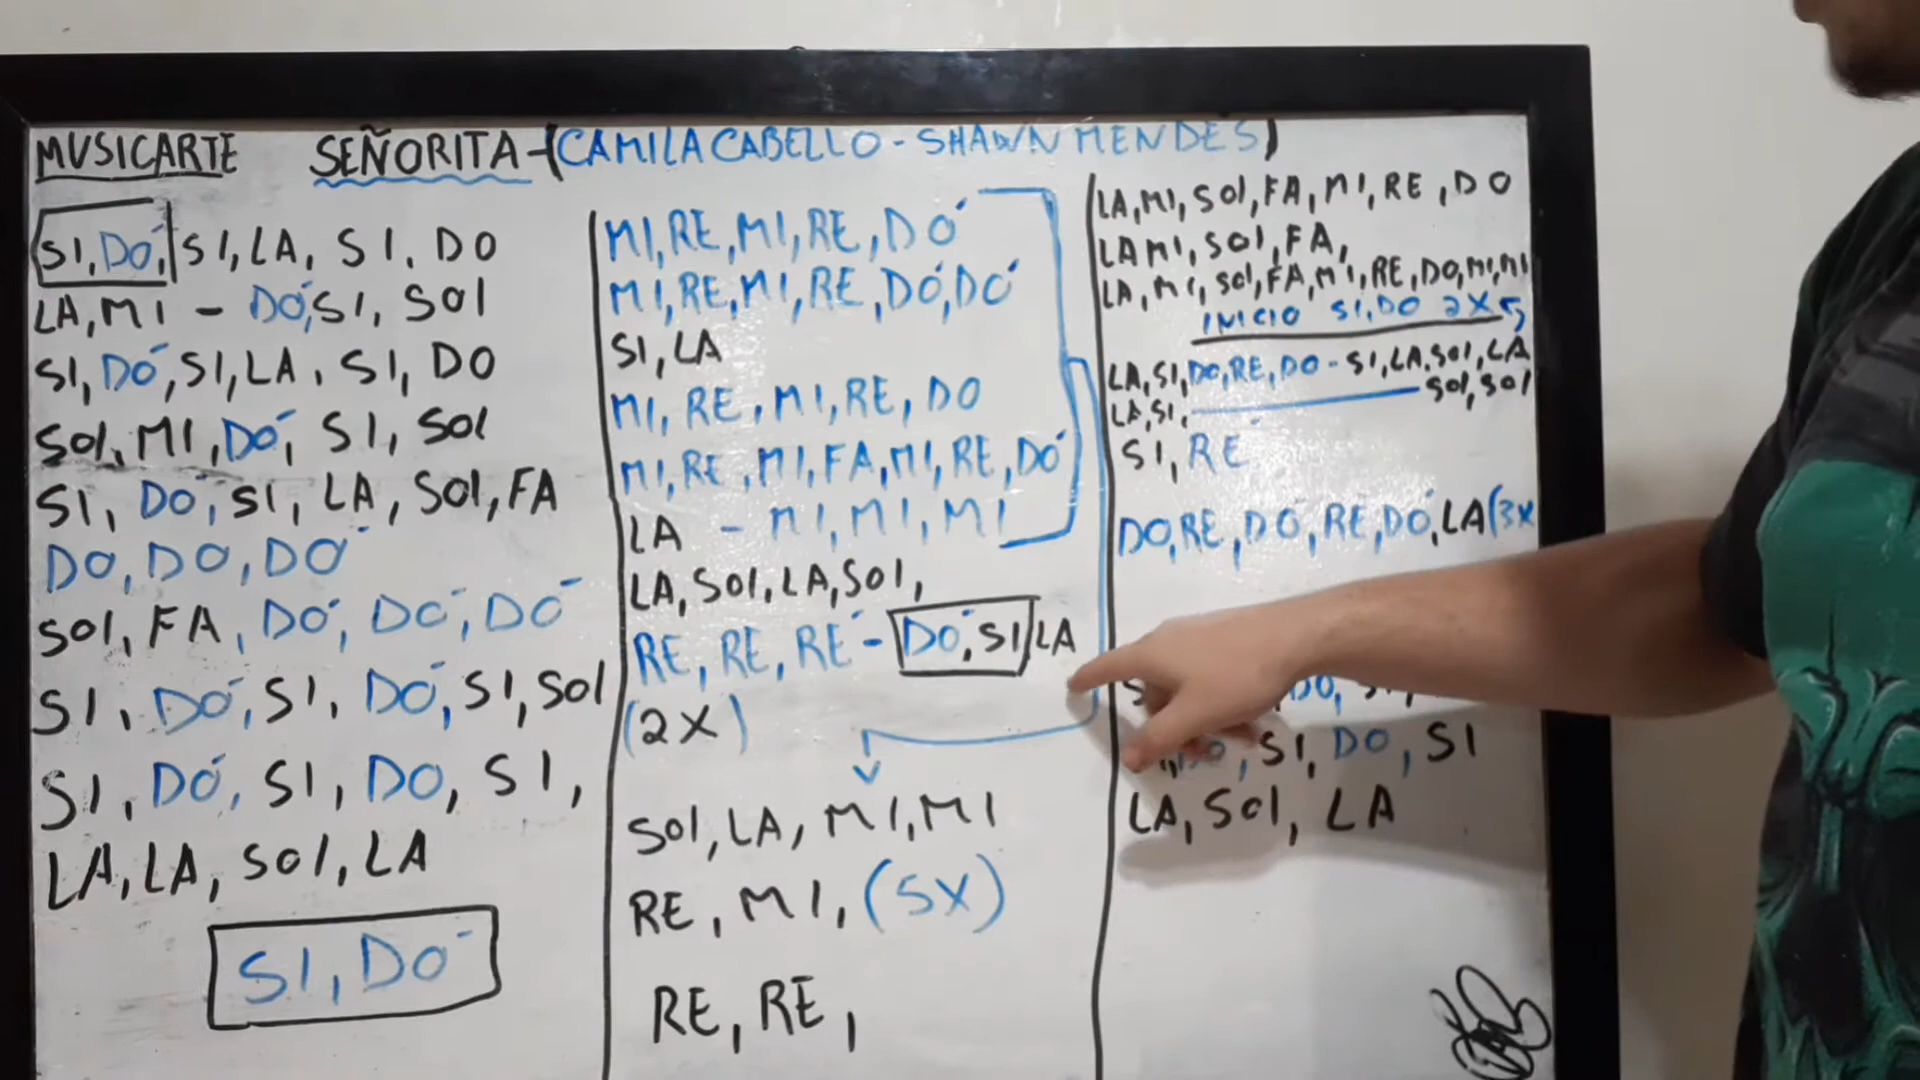 MUSICARTE SEÑORITA-(CAMILA CABELLO - SHAWN MENDES)
SI, DO´, SI, LA, SI, DO
LA, MI - DO´, SI, SOl
SI, DO´, SI, LA, SI, DO
SOl, MI, DO´, SI, SOl
SI, DO´, SI, LA, SOl, FA
DO, DO, DO´
SOl, FA, DO´, DO´, DO´
SI, DO´, SI, DO´, SI, SOl
SI, DO´, SI, DO, SI,
LA, LA, SOl, LA
SI, DO´
MI, RE, MI, RE, DO´
MI, RE, MI, RE, DO´, DO´
SI, LA
MI, RE, MI, RE, DO
MI, RE, MI, FA, MI, RE, DO´
LA - MI, MI, MI
LA, SOl, LA, SOl,
RE, RE, RE´ - DO´, SI, LA
(2X)
SOl, LA, MI, MI
RE, MI, (5X)
RE, RE,
LA, MI, SOl, FA, MI, RE, DO
LA MI, SOl, FA,
LA, MI, SOl, FA, MI, RE, DO, MI, MI
INICIO SI, DO 2X
LA, SI, DO, RE, DO - SI, LA, SOl, LA
LA, SI, SOl, SOl
SI, RE´
DO, RE, DO´, RE, DO´, LA (3X
DO,
SI, DO, SI
LA, SOl, LA